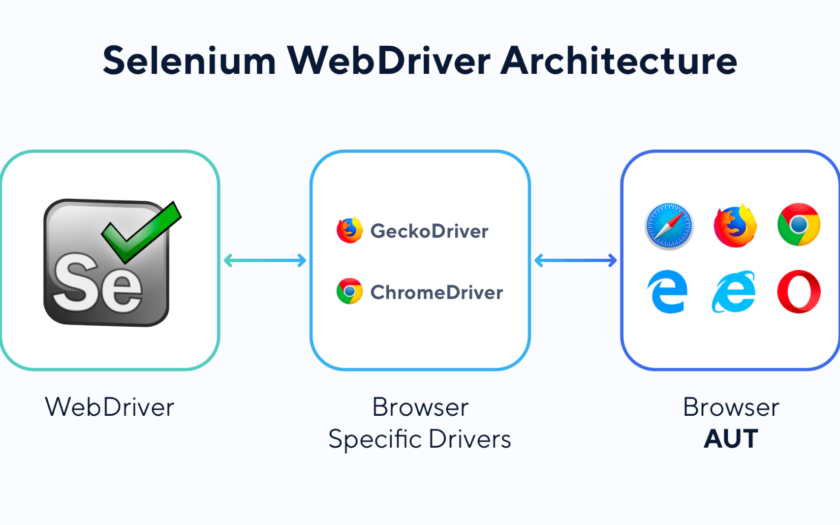 Selenium WebDriver Architecture
Se
GeckoDriver
ChromeDriver
WebDriver
Browser
Specific Drivers
Browser
AUT